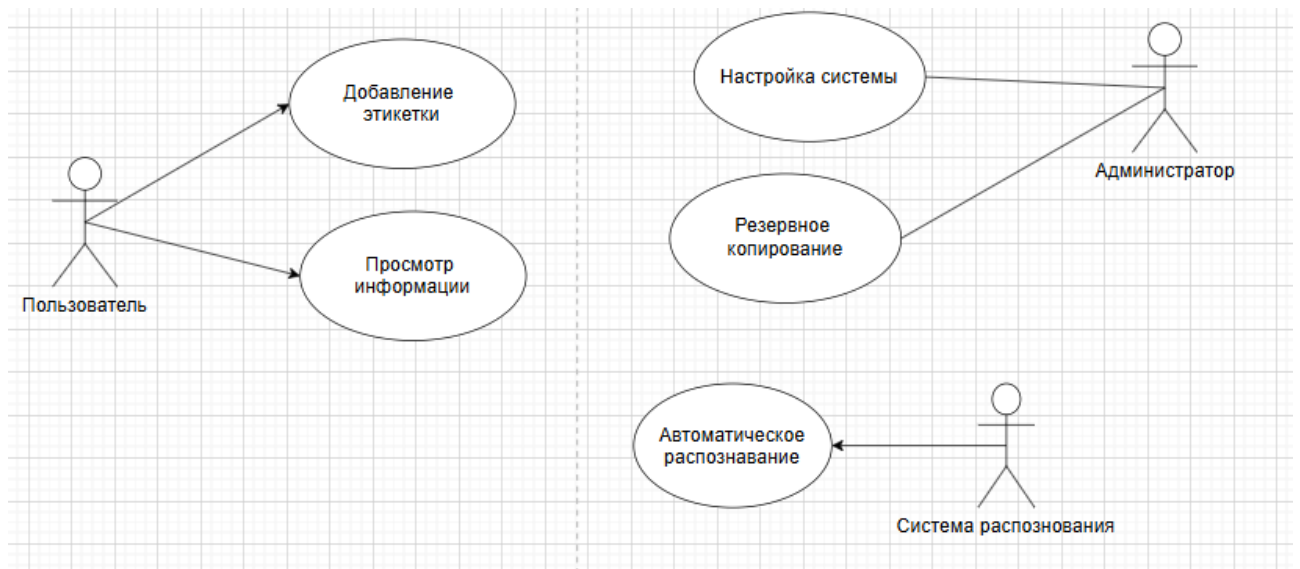 Добавление
этикетки
Просмотр
информации
Пользователь
Настройка системы
Резервное
копирование
Администратор
Автоматическое
распознавание
Система распознования